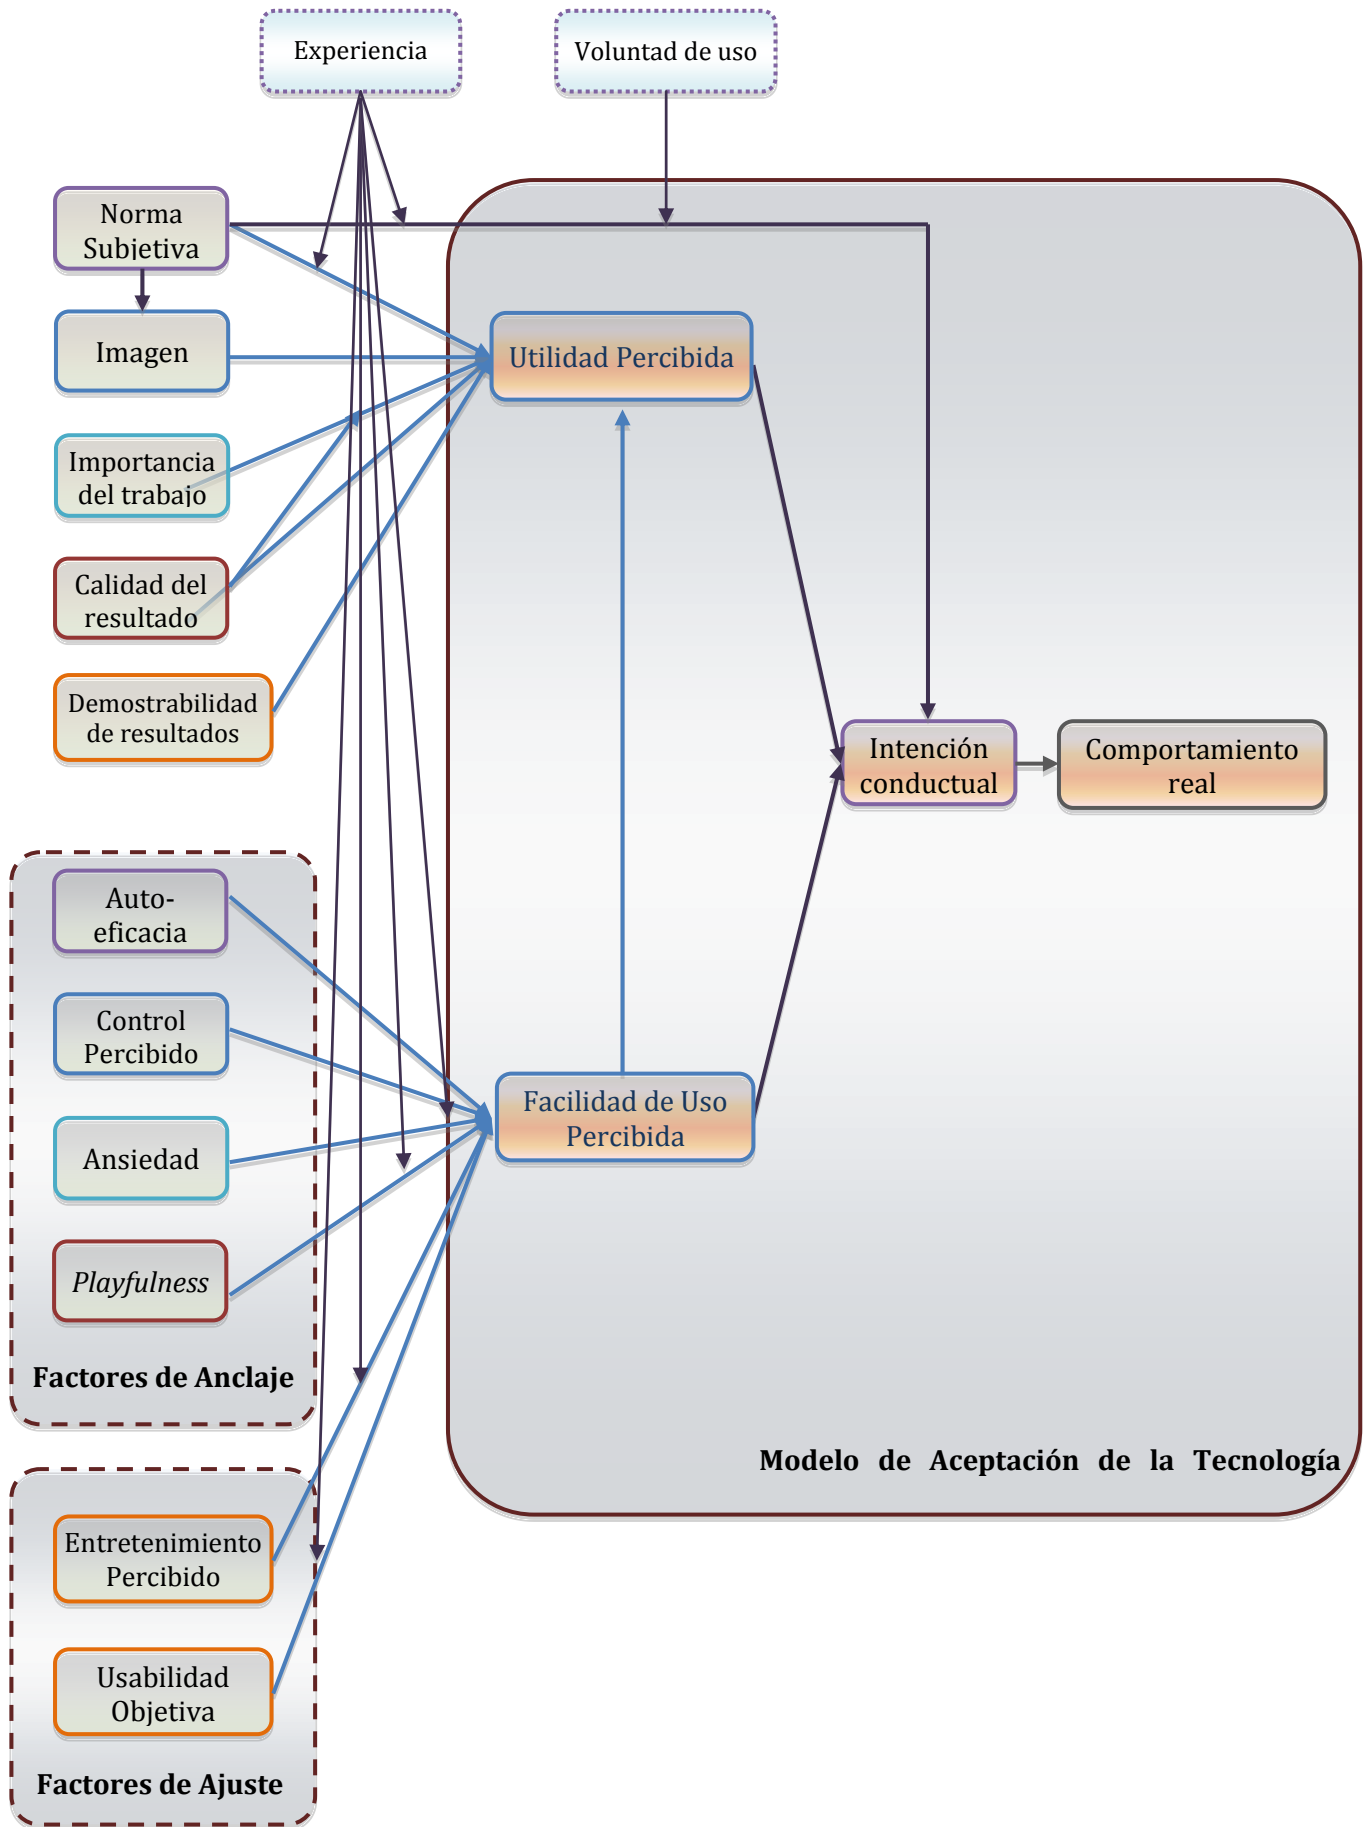 Experiencia
Voluntad de uso
Norma
Subjetiva
Imagen
Utilidad Percibida
Importancia
del trabajo
Calidad del
resultado
Demostrabilidad
de resultados
Intención
conductual
Comportamiento
real
Auto-
eficacia
Control
Percibido
Facilidad de Uso
Percibida
Ansiedad
Playfulness
Factores de Anclaje
Modelo de Aceptación de la Tecnología
Entretenimiento
Percibido
Usabilidad
Objetiva
Factores de Ajuste